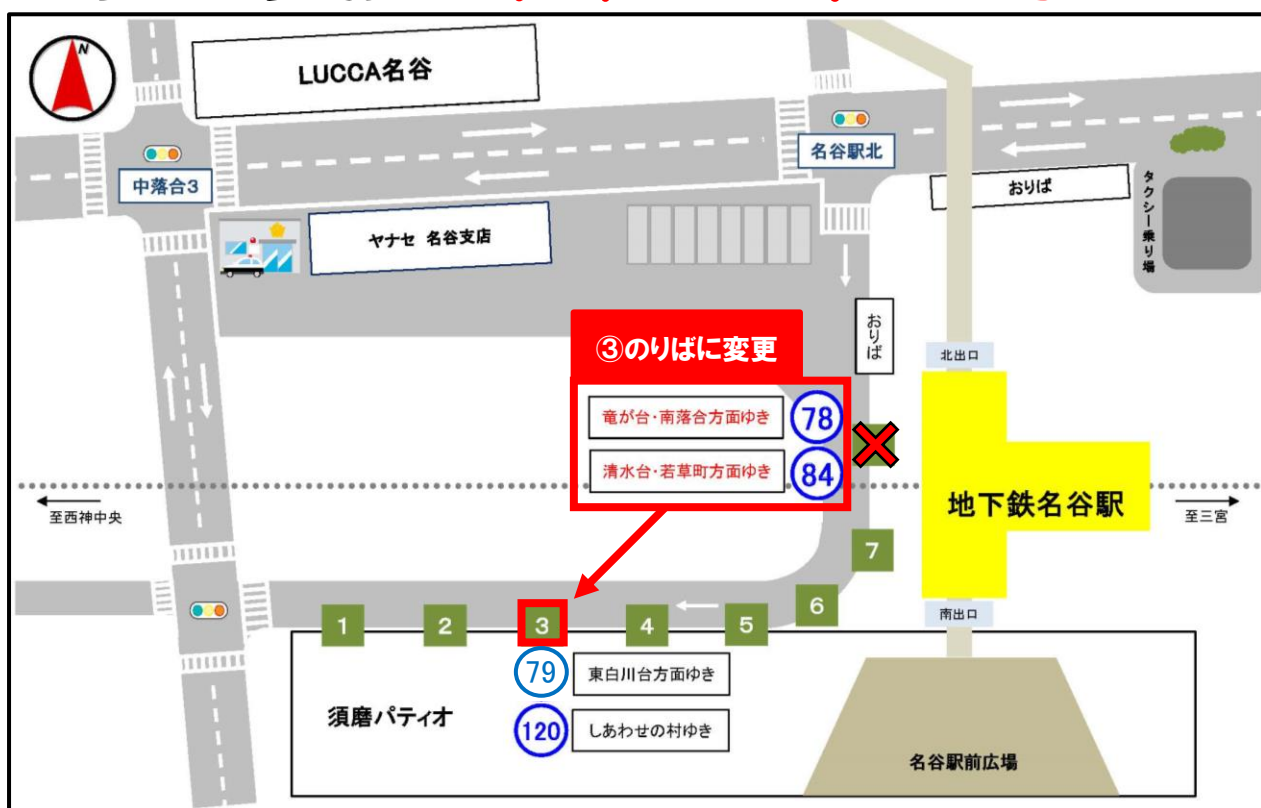 N
LUCCA名谷
中落合3
名谷駅北
おりば
タクシー乗り場
ヤナセ 名谷支店
おりば
③のりばに変更
北出口
竜が台・南落合方面ゆき
78
清水台・若草町方面ゆき
84
至西神中央
地下鉄名谷駅
至三宮
7
6
南出口
1
2
3
4
5
79
東白川台方面ゆき
須磨パティオ
120
しあわせの村ゆき
名谷駅前広場